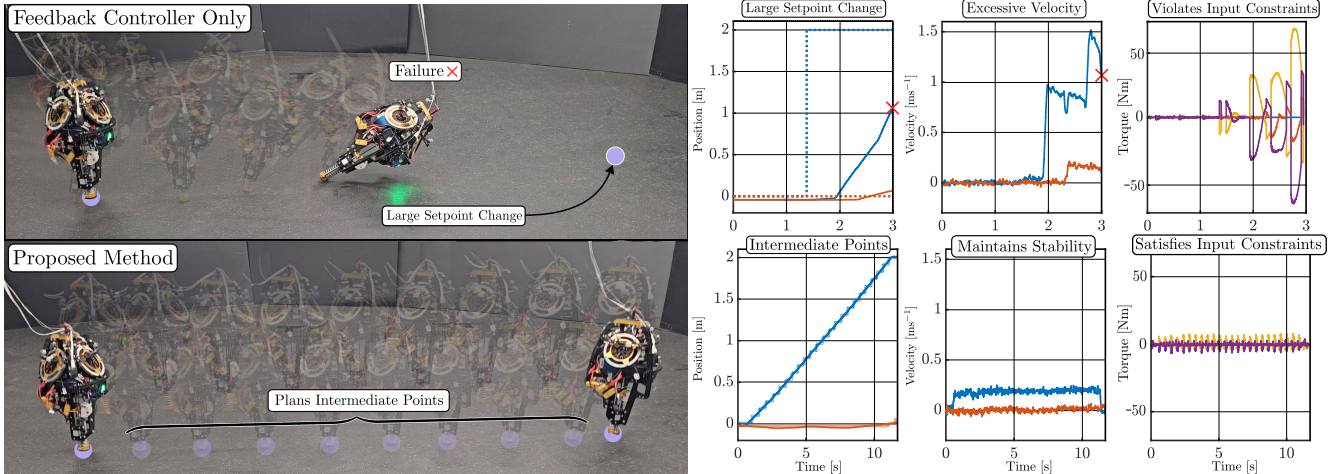 Feedback Controller Only
Failure ×
Large Setpoint Change
Proposed Method
Plans Intermediate Points
Large Setpoint Change
Position [m]
2
1.5
1
0.5
0
0 1 2 3
Excessive Velocity
Velocity [ms⁻¹]
1.5
1
0.5
0
0 1 2 3
Violates Input Constraints
Torque [Nm]
50
0
−50
0 1 2 3
Intermediate Points
Position [m]
2
1.5
1
0.5
0
0 5 10
Time [s]
Maintains Stability
Velocity [ms⁻¹]
1.5
1
0.5
0
0 5 10
Time [s]
Satisfies Input Constraints
Torque [Nm]
50
0
−50
0 5 10
Time [s]